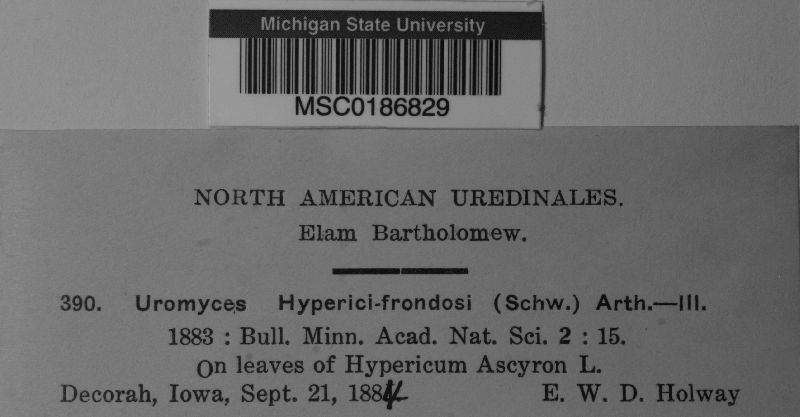 Michigan State University
MSC0186829
NORTH AMERICAN UREDINALES.
Elam Bartholomew.
390. Uromyces Hyperici-frondosi (Schw.) Arth.—III.
1883 : Bull. Minn. Acad. Nat. Sci. 2 : 15.
On leaves of Hypericum Ascyron L.
Decorah, Iowa, Sept. 21, 1884 E. W. D. Holway